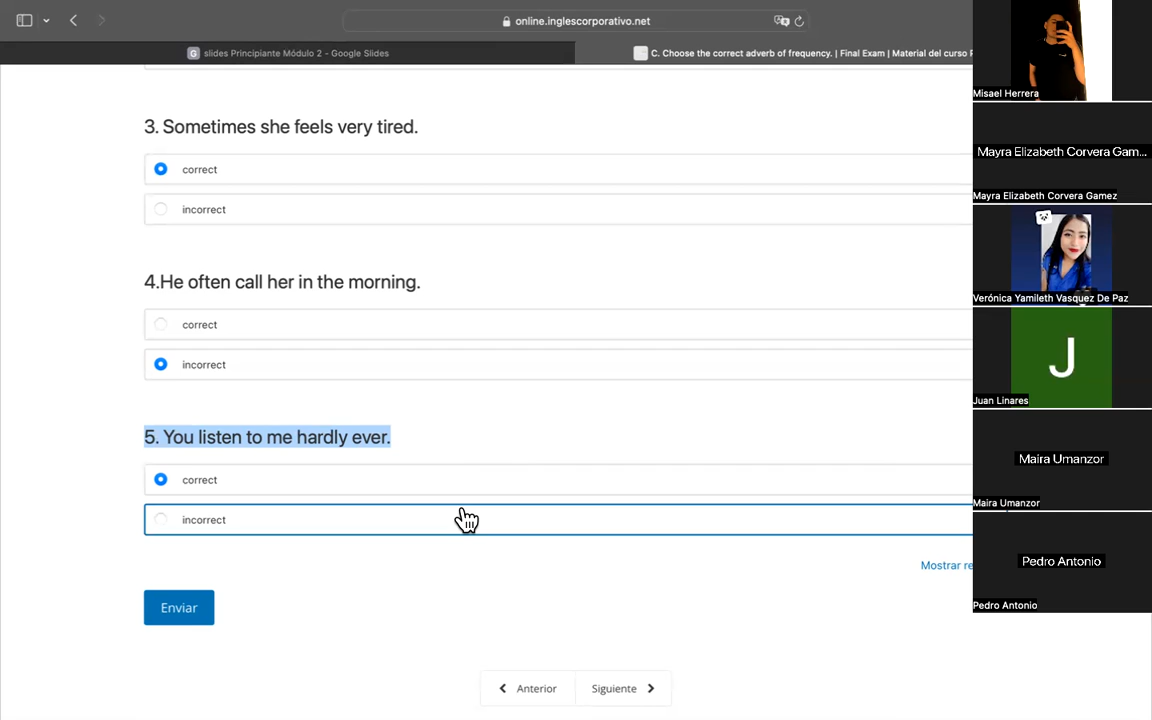 online.inglescorporativo.net
slides Principiante Módulo 2 - Google Slides
C. Choose the correct adverb of frequency. | Final Exam | Material del curso P
3. Sometimes she feels very tired.
correct
incorrect
4.He often call her in the morning.
correct
incorrect
5. You listen to me hardly ever.
correct
incorrect
Mostrar re
Enviar
Anterior
Siguiente
Misael Herrera
Mayra Elizabeth Corvera Gam...
Mayra Elizabeth Corvera Gamez
Verónica Yamileth Vasquez De Paz
J
Juan Linares
Maira Umanzor
Maira Umanzor
Pedro Antonio
Pedro Antonio